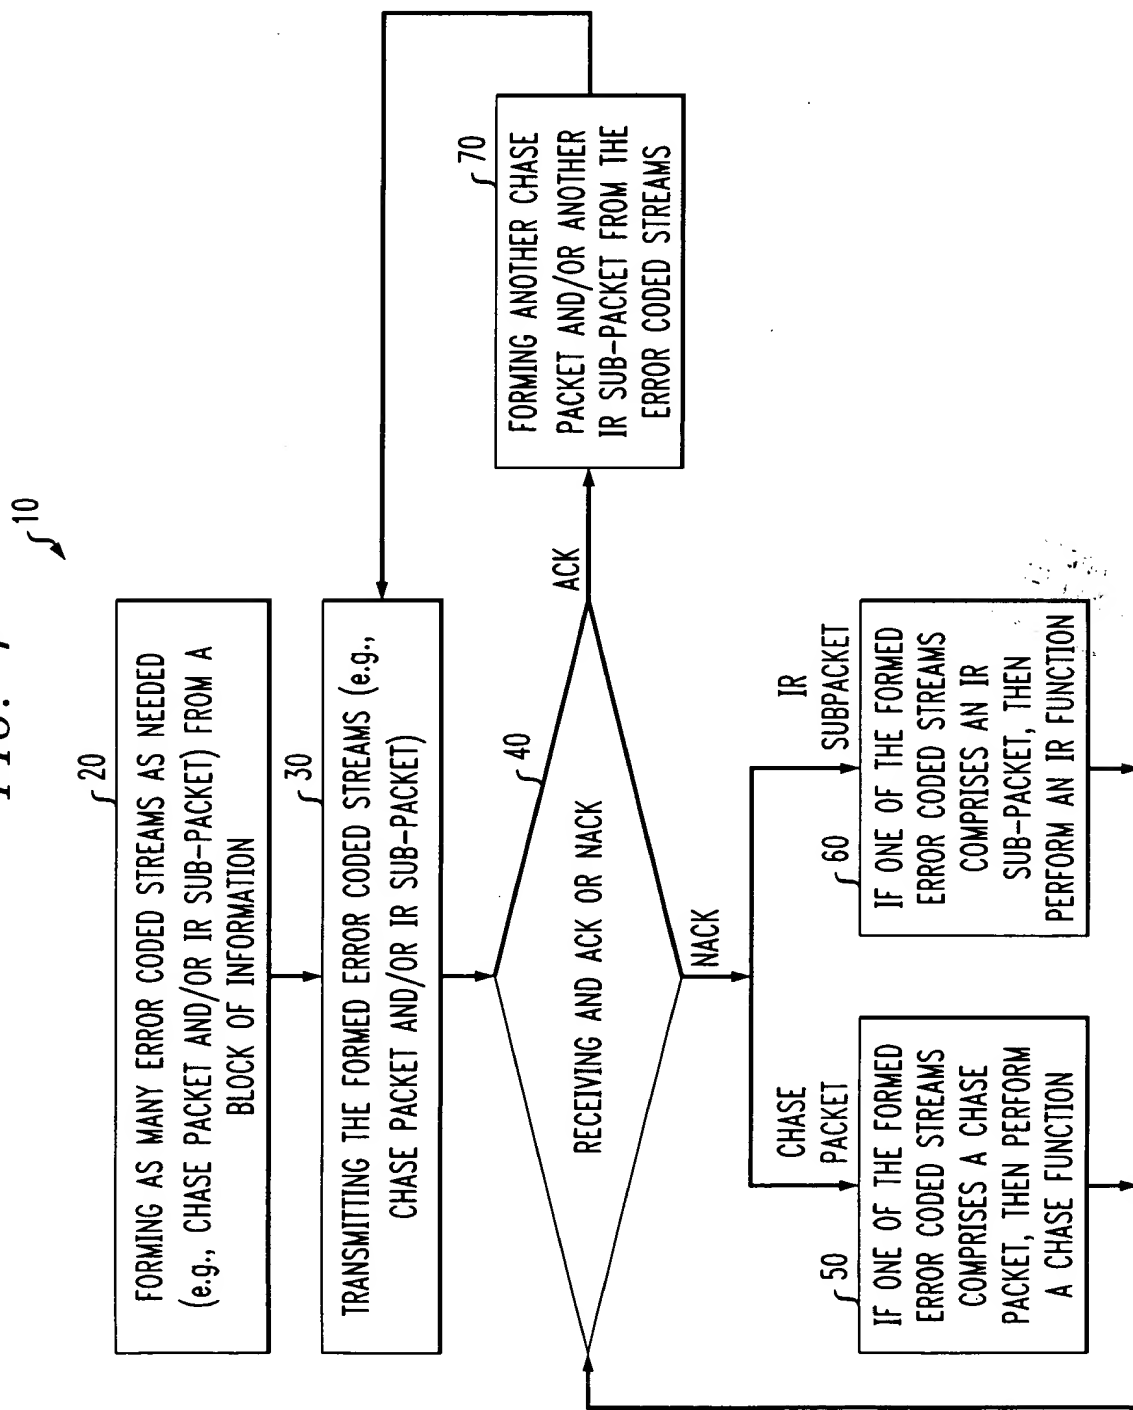 10
20
FORMING AS MANY ERROR CODED STREAMS AS NEEDED
(e.g., CHASE PACKET AND/OR IR SUB-PACKET) FROM A
BLOCK OF INFORMATION
30
TRANSMITTING THE FORMED ERROR CODED STREAMS (e.g.,
CHASE PACKET AND/OR IR SUB-PACKET)
40
RECEIVING AND ACK OR NACK
ACK
70
FORMING ANOTHER CHASE
PACKET AND/OR ANOTHER
IR SUB-PACKET FROM THE
ERROR CODED STREAMS
NACK
CHASE
PACKET
50
IF ONE OF THE FORMED
ERROR CODED STREAMS
COMPRISES A CHASE
PACKET, THEN PERFORM
A CHASE FUNCTION
IR
SUBPACKET
60
IF ONE OF THE FORMED
ERROR CODED STREAMS
COMPRISES AN IR
SUB-PACKET, THEN
PERFORM AN IR FUNCTION